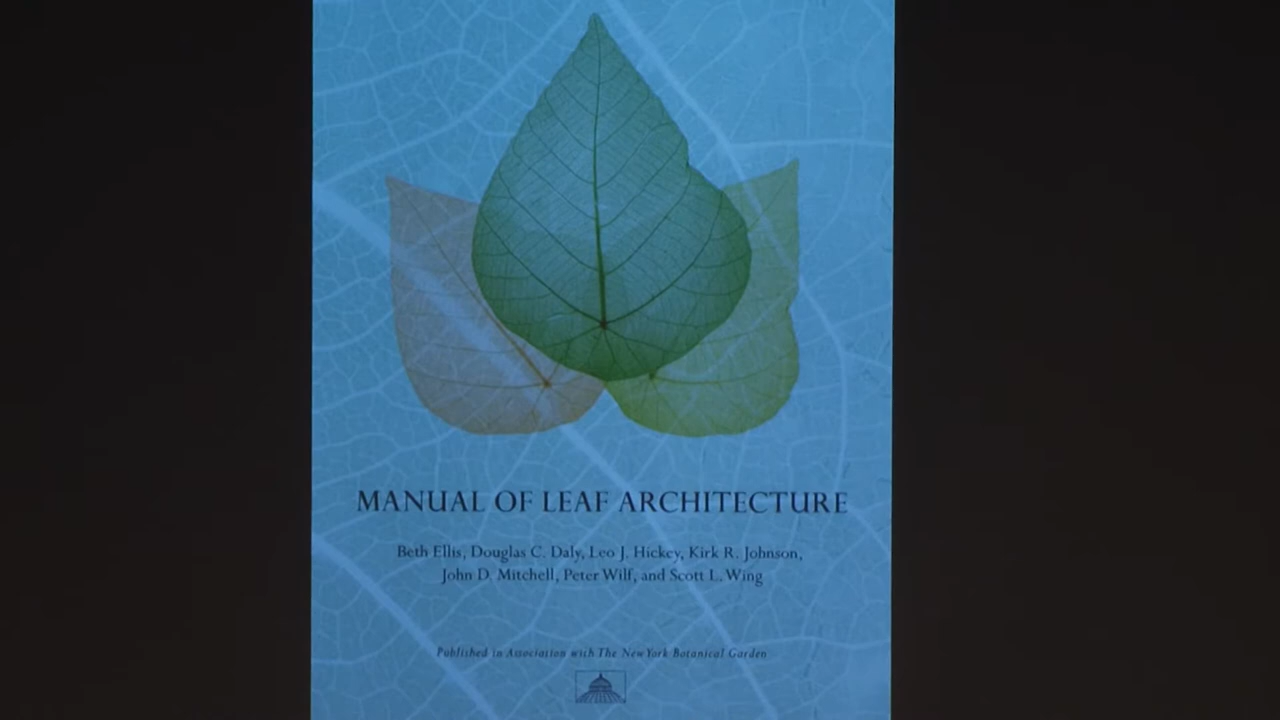 MANUAL OF LEAF ARCHITECTURE
Beth Ellis, Douglas C. Daly, Leo J. Hickey, Kirk R. Johnson,
John D. Mitchell, Peter Wilf, and Scott L. Wing
Published in Association with The New York Botanical Garden